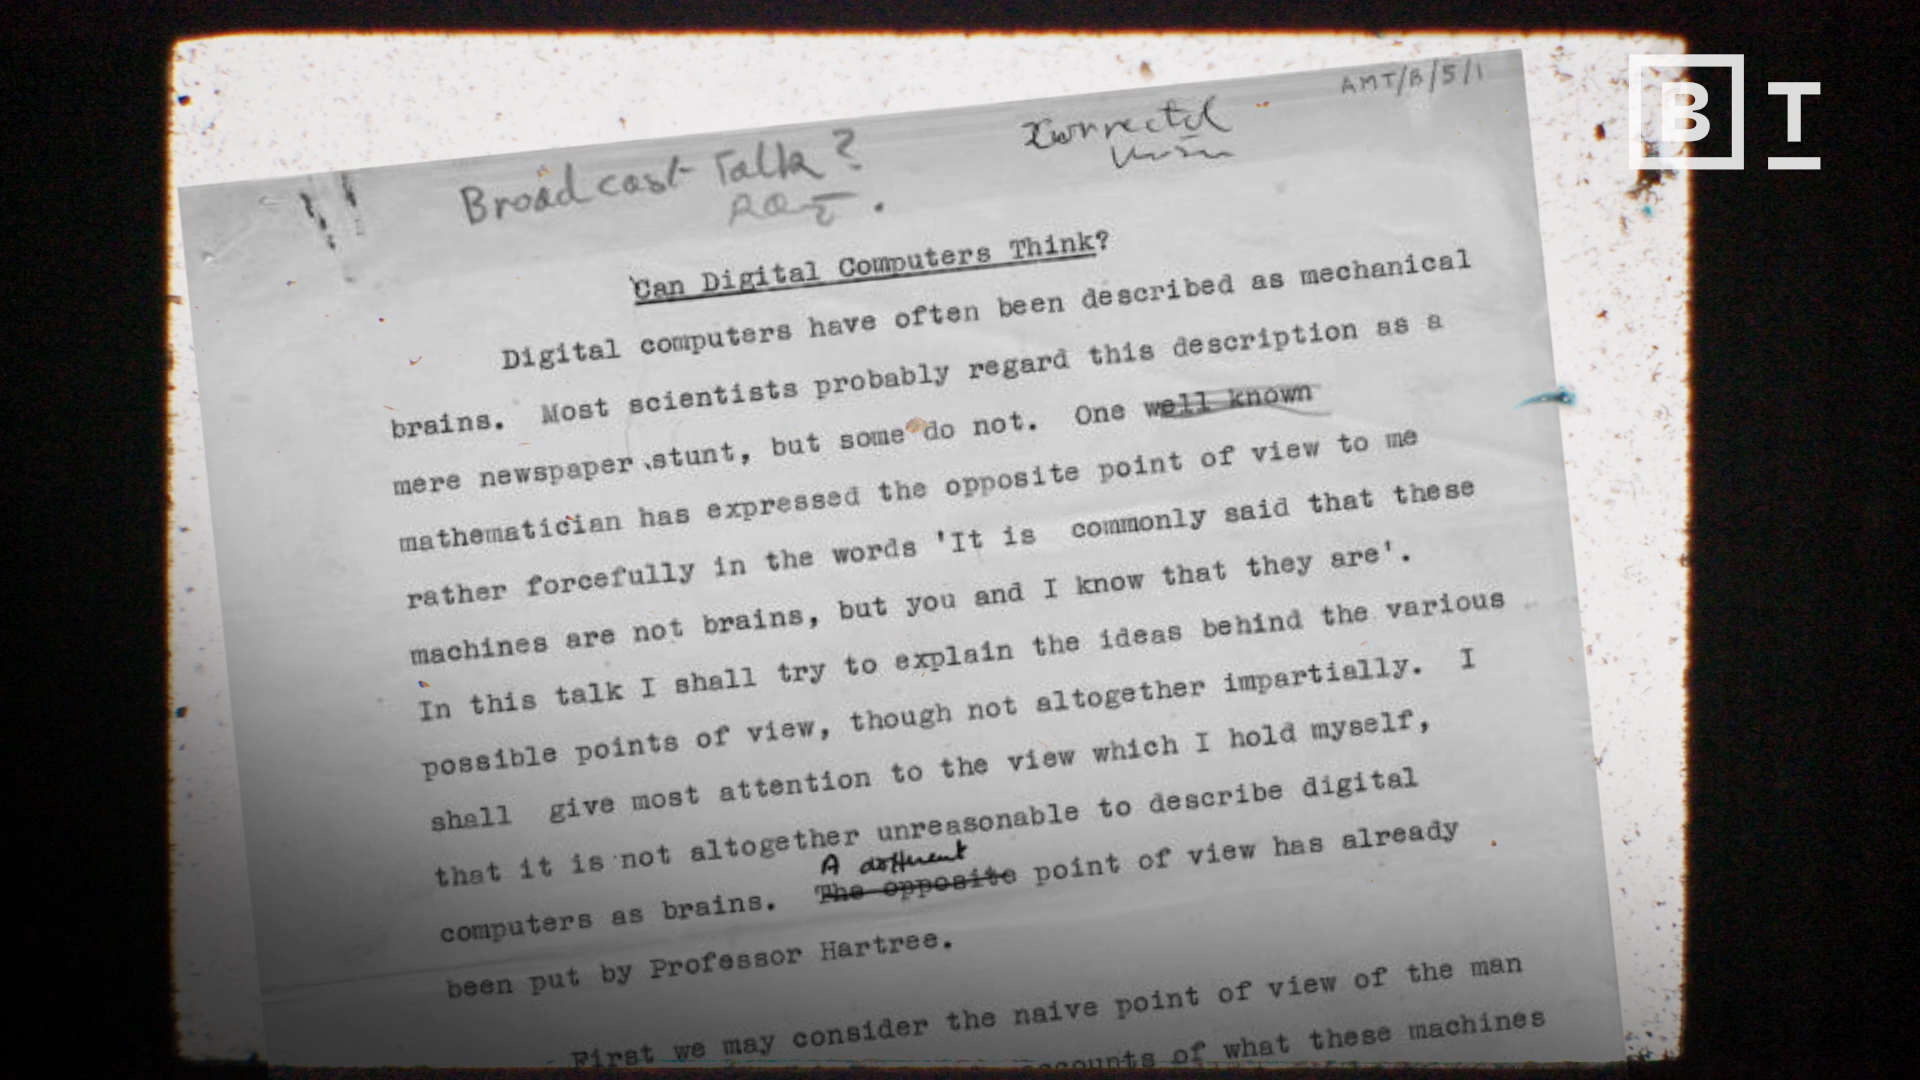 AMT/B/5/1
B T
Broadcast Talk?
Corrected
Can Digital Computers Think?
Digital computers have often been described as mechanical
brains. Most scientists probably regard this description as a
mere newspaper stunt, but some do not. One well known
mathematician has expressed the opposite point of view to me
rather forcefully in the words 'It is commonly said that these
machines are not brains, but you and I know that they are'.
In this talk I shall try to explain the ideas behind the various
possible points of view, though not altogether impartially. I
shall give most attention to the view which I hold myself,
that it is not altogether unreasonable to describe digital
A different
computers as brains. The opposite point of view has already
been put by Professor Hartree.
First we may consider the naive point of view of the man
of what these machines